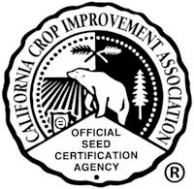 CALIFORNIA CROP IMPROVEMENT ASSOCIATION
OFFICIAL
SEED
CERTIFICATION
AGENCY
®